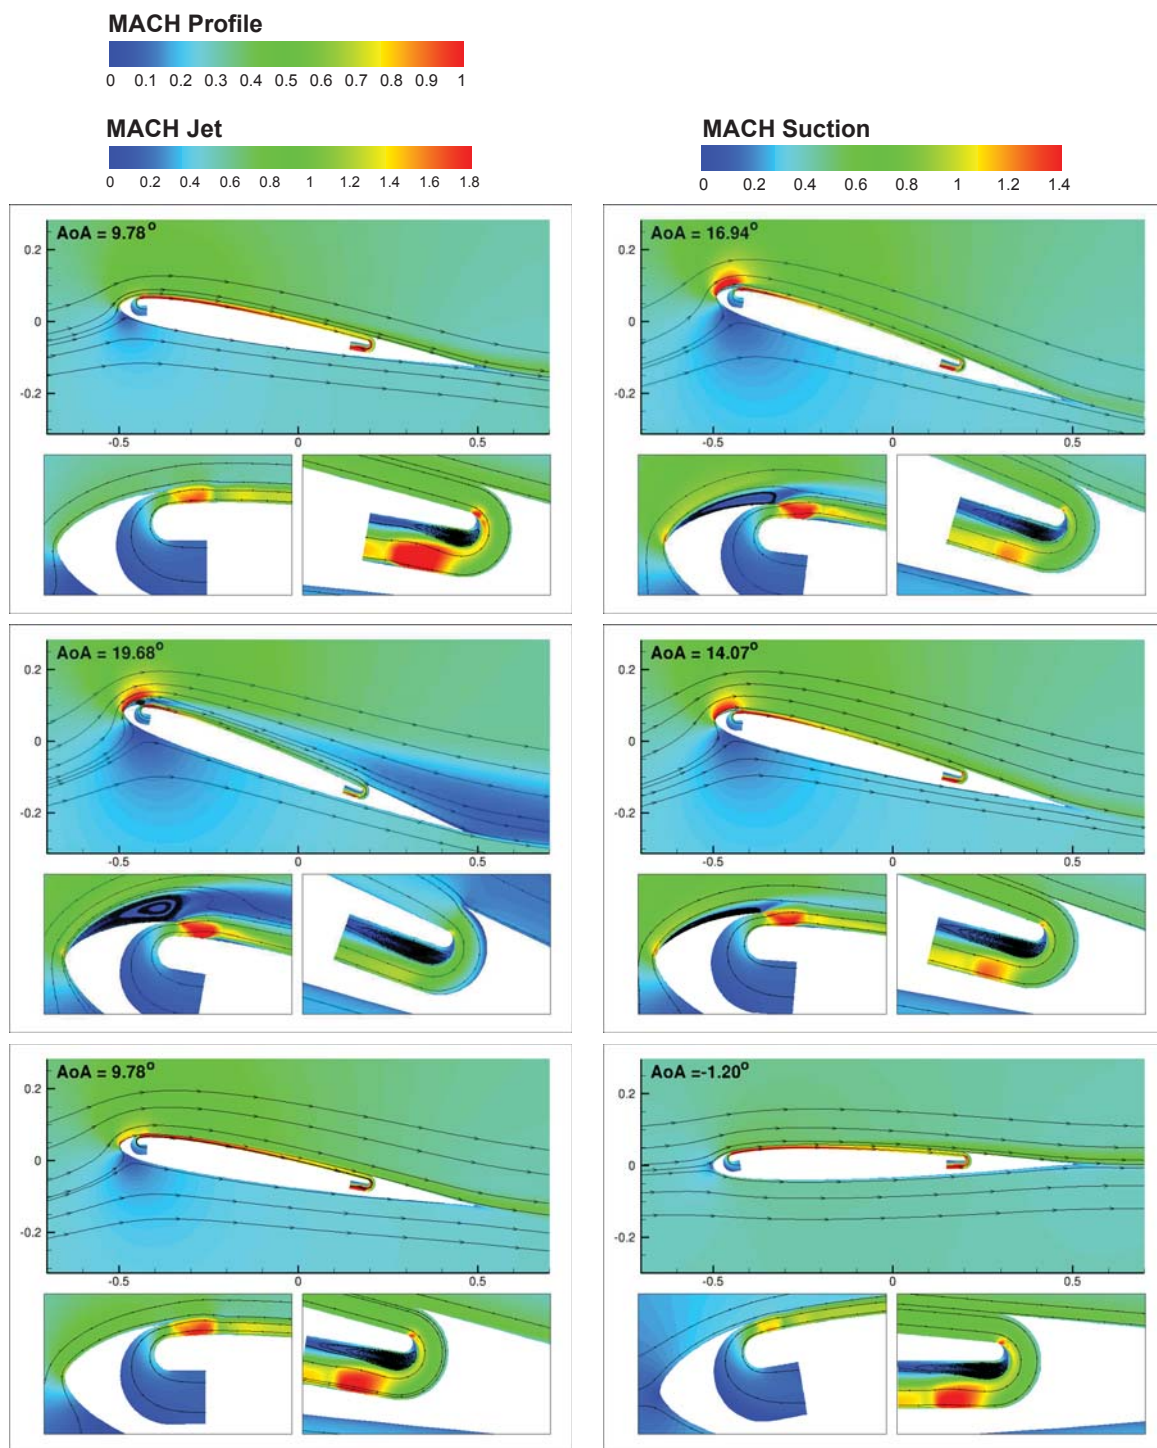 MACH Profile
0 0.1 0.2 0.3 0.4 0.5 0.6 0.7 0.8 0.9 1
MACH Jet
0 0.2 0.4 0.6 0.8 1 1.2 1.4 1.6 1.8
MACH Suction
0 0.2 0.4 0.6 0.8 1 1.2 1.4
AoA = 9.78°
0.2
0
-0.2
-0.5 0 0.5
AoA = 16.94°
0.2
0
-0.2
-0.5 0 0.5
AoA = 19.68°
0.2
0
-0.2
-0.5 0 0.5
AoA = 14.07°
0.2
0
-0.2
-0.5 0 0.5
AoA = 9.78°
0.2
0
-0.2
-0.5 0 0.5
AoA =-1.20°
0.2
0
-0.2
-0.5 0 0.5